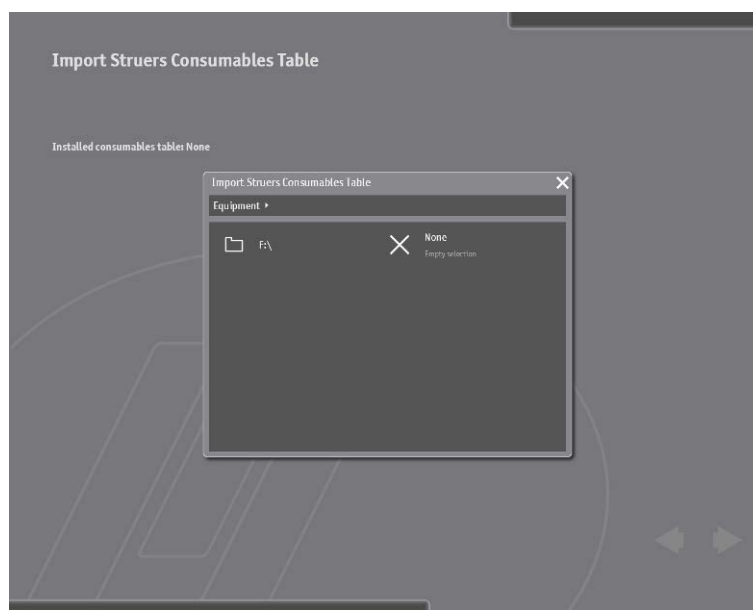 Import Struers Consumables Table
Installed consumables table: None
Import Struers Consumables Table
Equipment
F:\
None
Empty selection